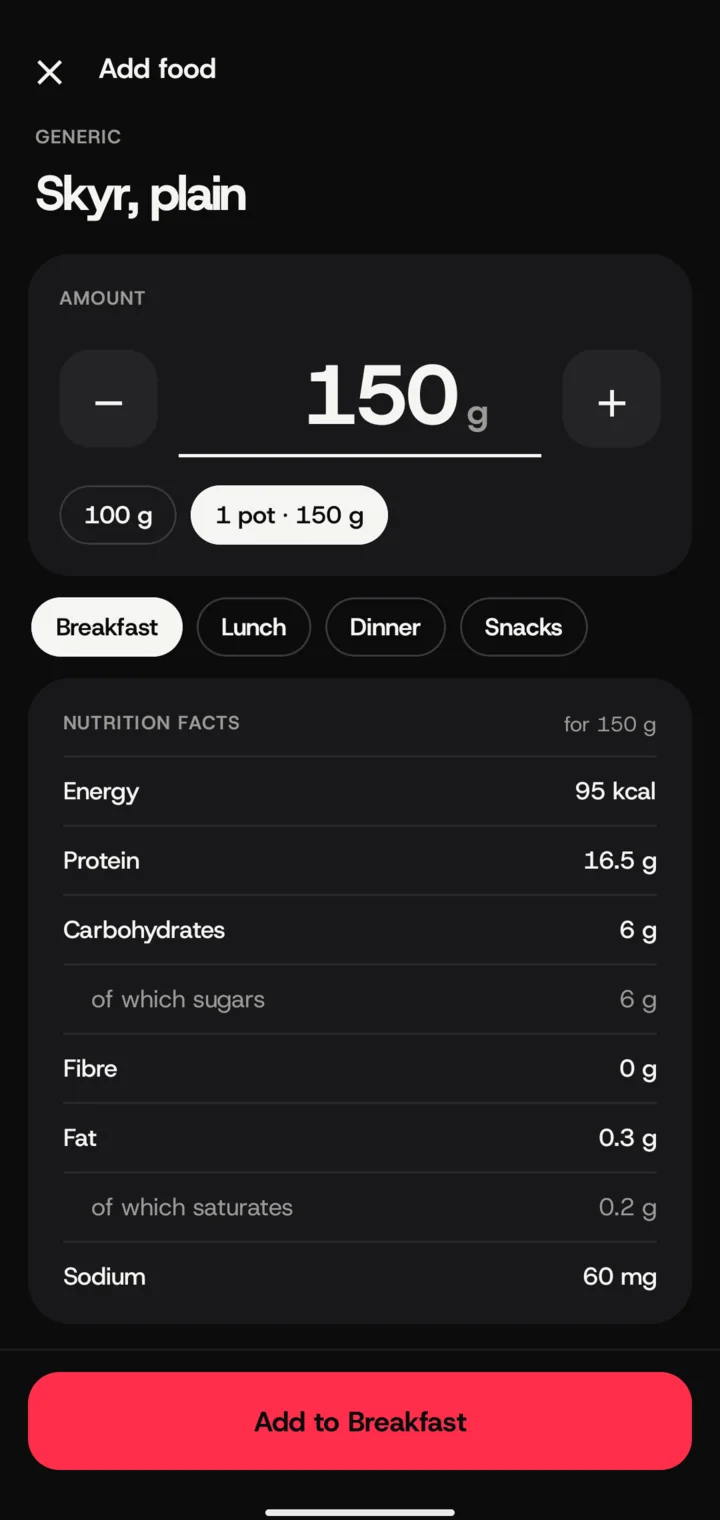 Add food
GENERIC
Skyr, plain
AMOUNT
− 150 g +
100 g 1 pot · 150 g
Breakfast Lunch Dinner Snacks
NUTRITION FACTS for 150 g
Energy 95 kcal
Protein 16.5 g
Carbohydrates 6 g
of which sugars 6 g
Fibre 0 g
Fat 0.3 g
of which saturates 0.2 g
Sodium 60 mg
Add to Breakfast